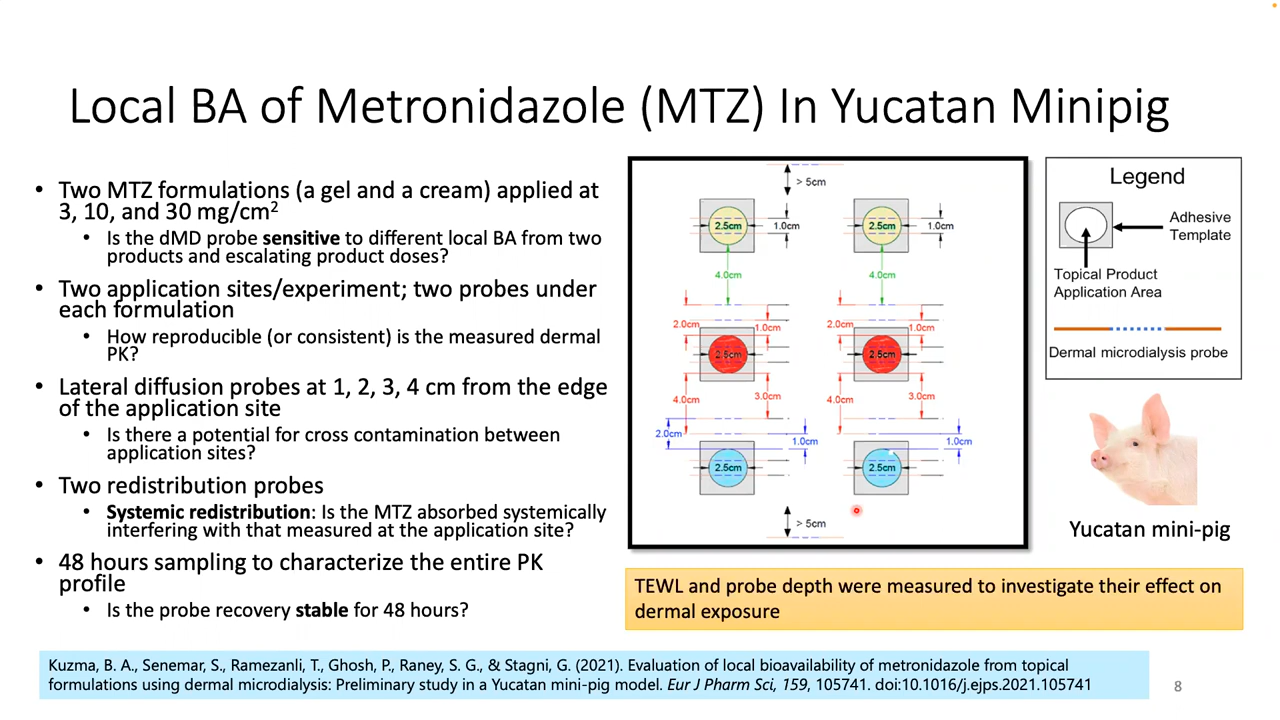 Local BA of Metronidazole (MTZ) In Yucatan Minipig
• Two MTZ formulations (a gel and a cream) applied at
3, 10, and 30 mg/cm²
• Is the dMD probe sensitive to different local BA from two
products and escalating product doses?
• Two application sites/experiment; two probes under
each formulation
• How reproducible (or consistent) is the measured dermal
PK?
• Lateral diffusion probes at 1, 2, 3, 4 cm from the edge
of the application site
• Is there a potential for cross contamination between
application sites?
• Two redistribution probes
• Systemic redistribution: Is the MTZ absorbed systemically
interfering with that measured at the application site?
• 48 hours sampling to characterize the entire PK
profile
• Is the probe recovery stable for 48 hours?
> 5cm
2.5cm 1.0cm 2.5cm 1.0cm
4.0cm 4.0cm
2.0cm 1.0cm 2.0cm 1.0cm
2.5cm 2.5cm
4.0cm 3.0cm 4.0cm 3.0cm
2.0cm 1.0cm 1.0cm
2.5cm 2.5cm
> 5cm
Legend
Adhesive
Template
Topical Product
Application Area
Dermal microdialysis probe
Yucatan mini-pig
TEWL and probe depth were measured to investigate their effect on
dermal exposure
Kuzma, B. A., Senemar, S., Ramezanli, T., Ghosh, P., Raney, S. G., & Stagni, G. (2021). Evaluation of local bioavailability of metronidazole from topical
formulations using dermal microdialysis: Preliminary study in a Yucatan mini-pig model. Eur J Pharm Sci, 159, 105741. doi:10.1016/j.ejps.2021.105741
8